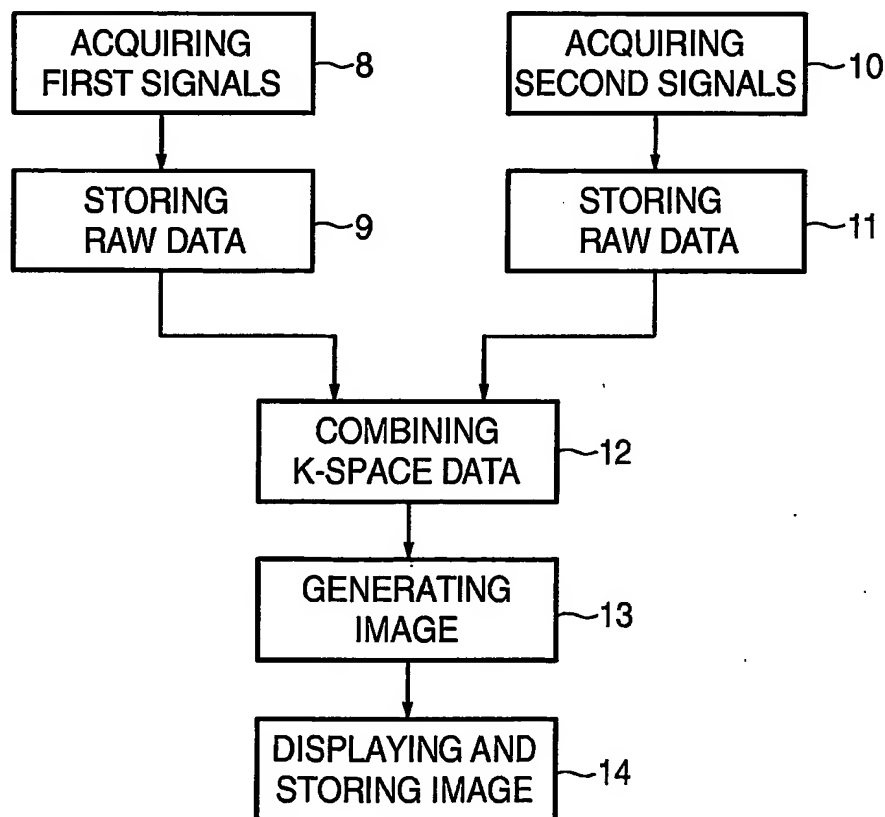 ACQUIRING
FIRST SIGNALS
8
ACQUIRING
SECOND SIGNALS
10
STORING
RAW DATA
9
STORING
RAW DATA
11
COMBINING
K-SPACE DATA
12
GENERATING
IMAGE
13
DISPLAYING AND
STORING IMAGE
14